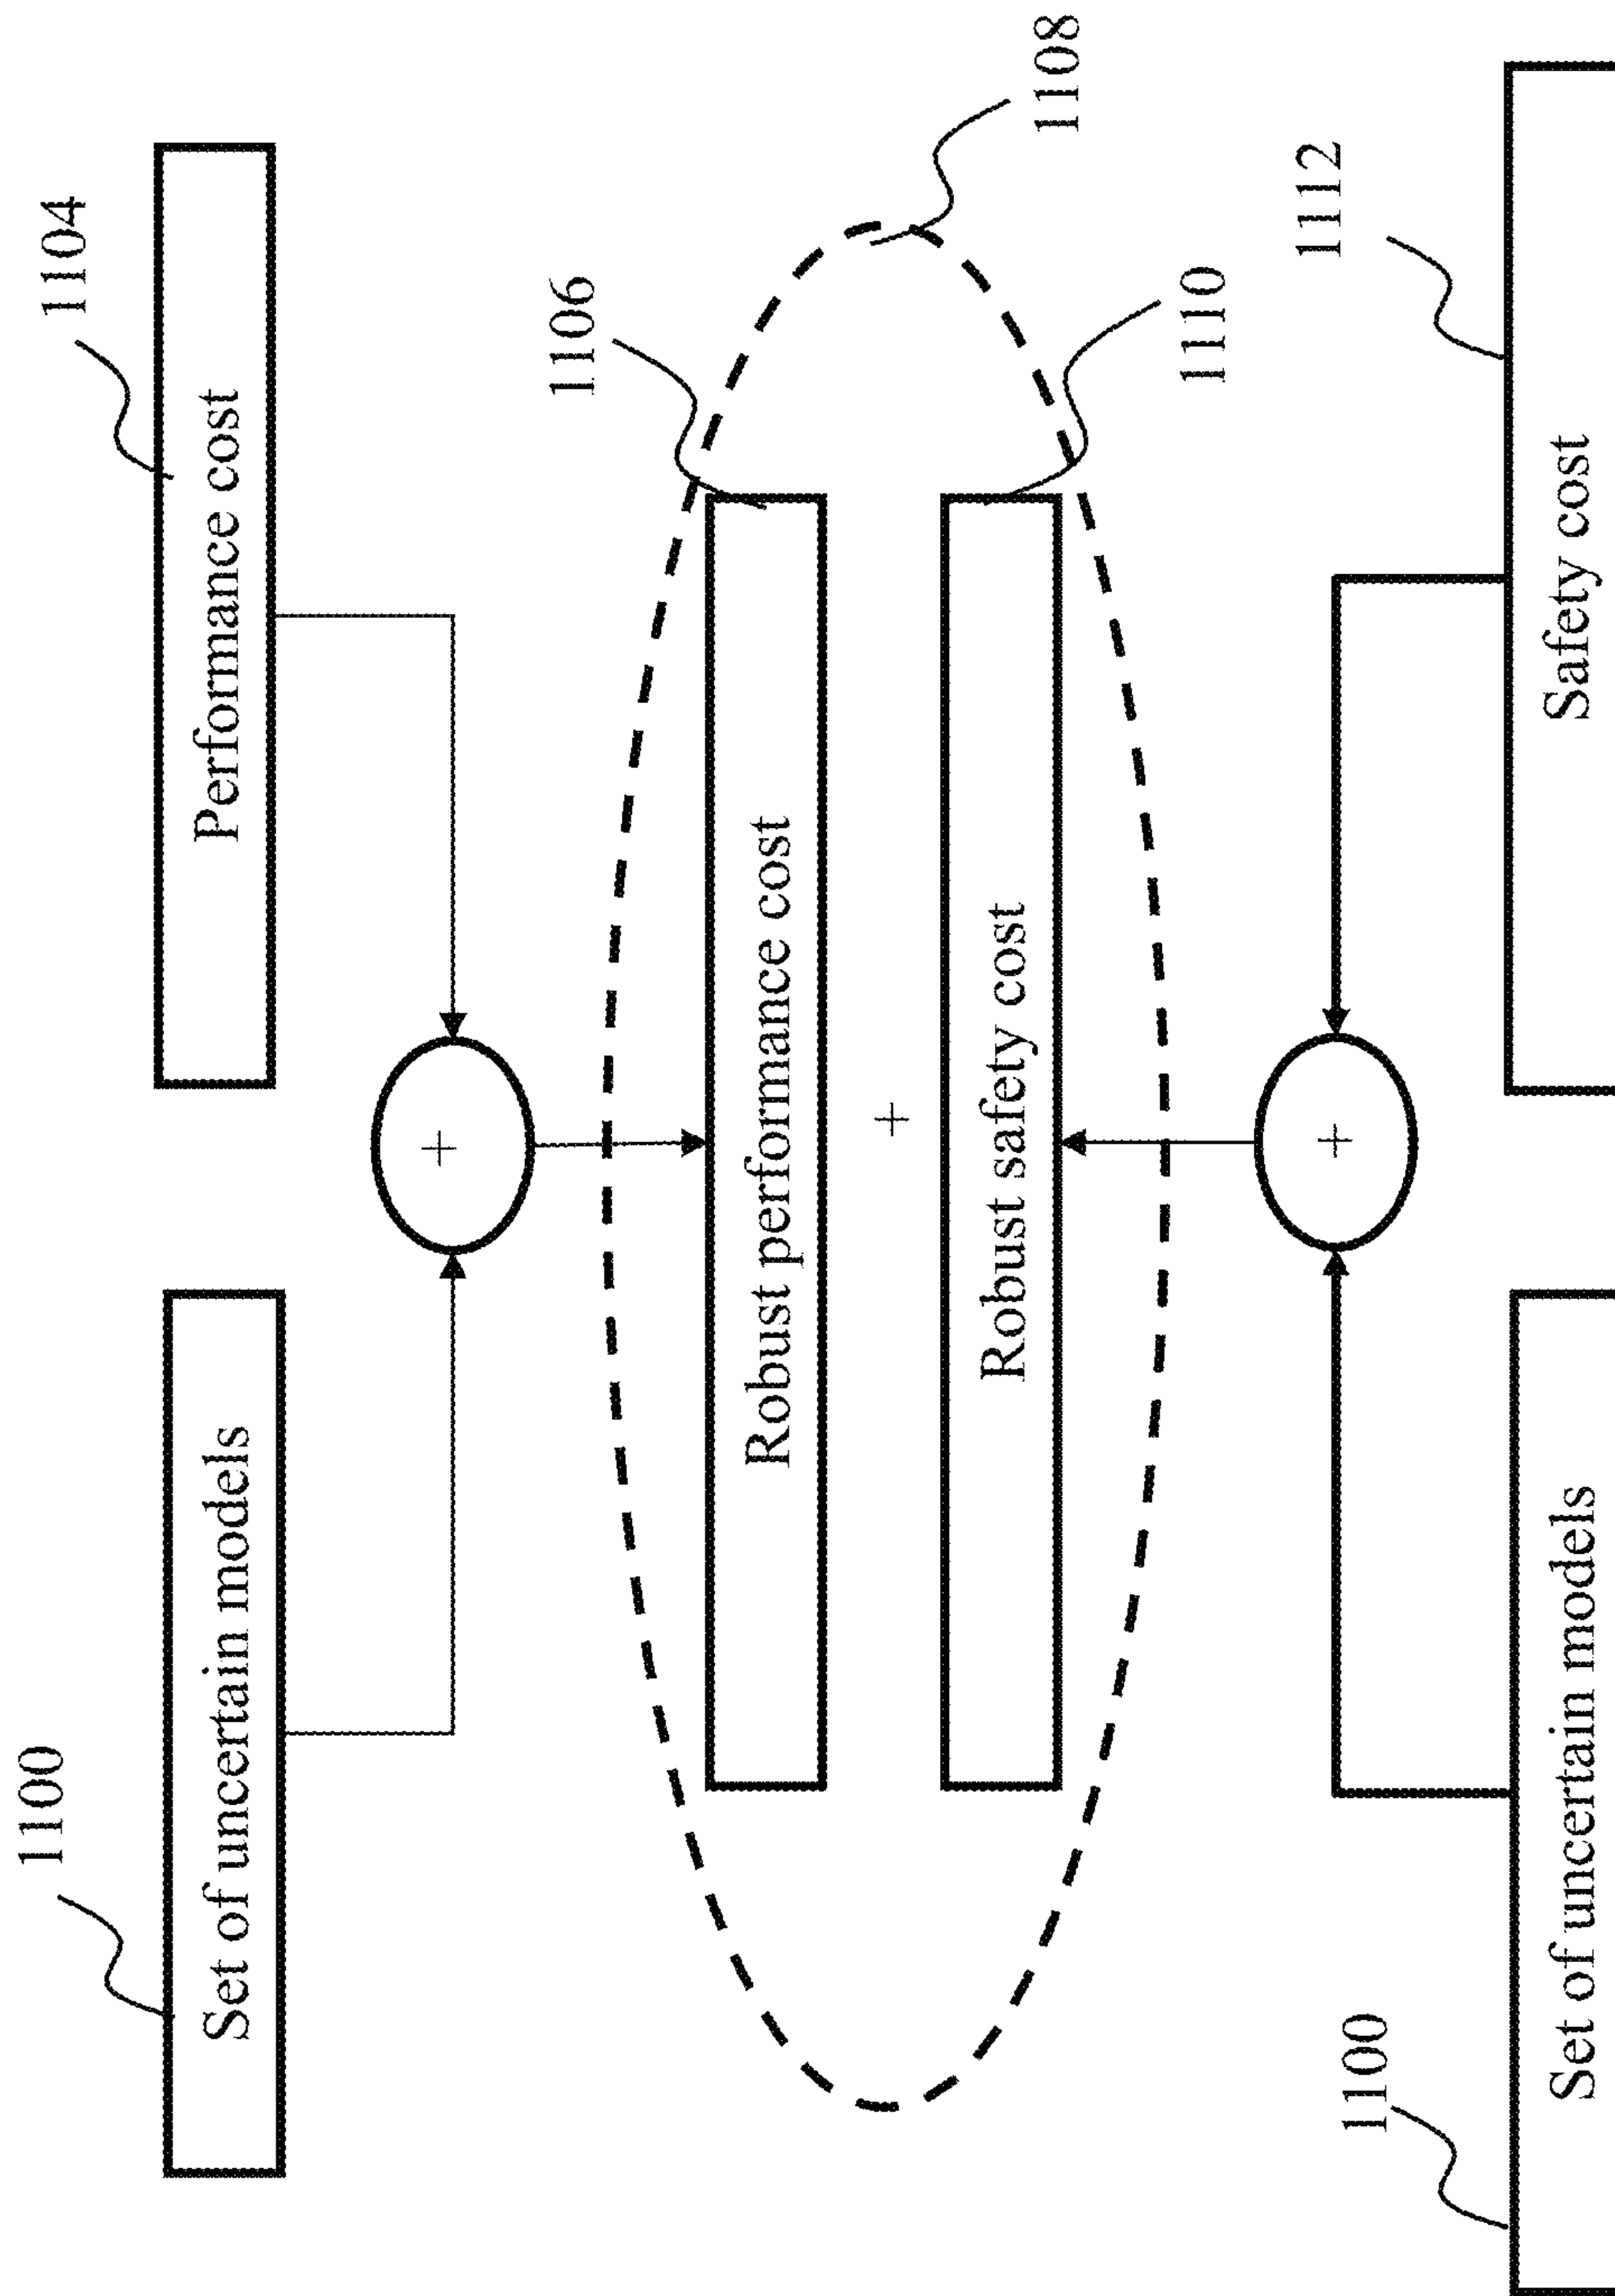 1100
1104
Set of uncertain models
Performance cost
+
1106
Robust performance cost
1108
+
Robust safety cost
1110
+
1100
1112
Set of uncertain models
Safety cost